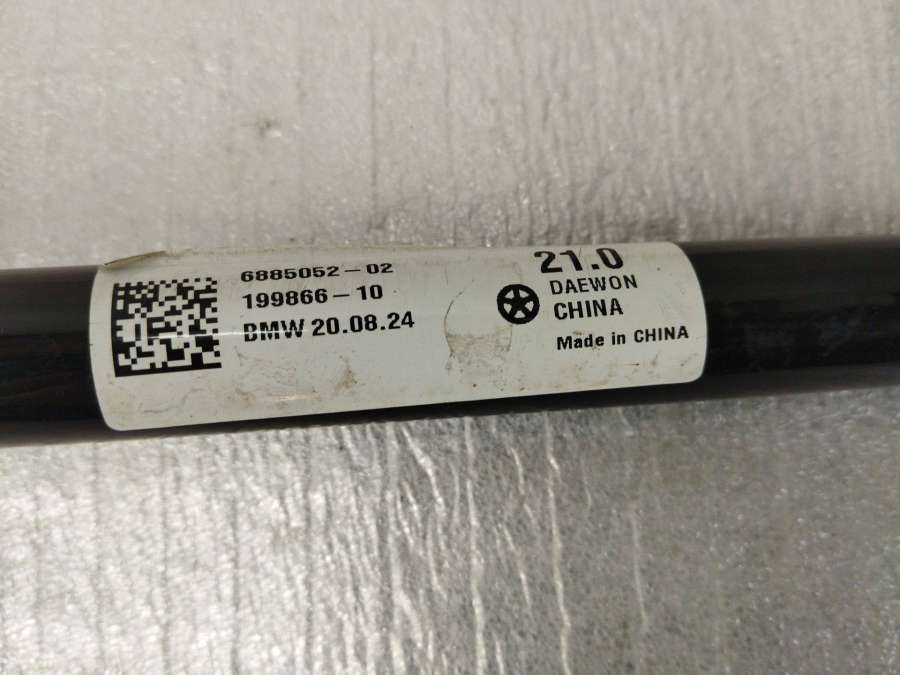 6885052-02
199866-10
BMW 20.08.24
21.0
DAEWON
CHINA
Made in CHINA